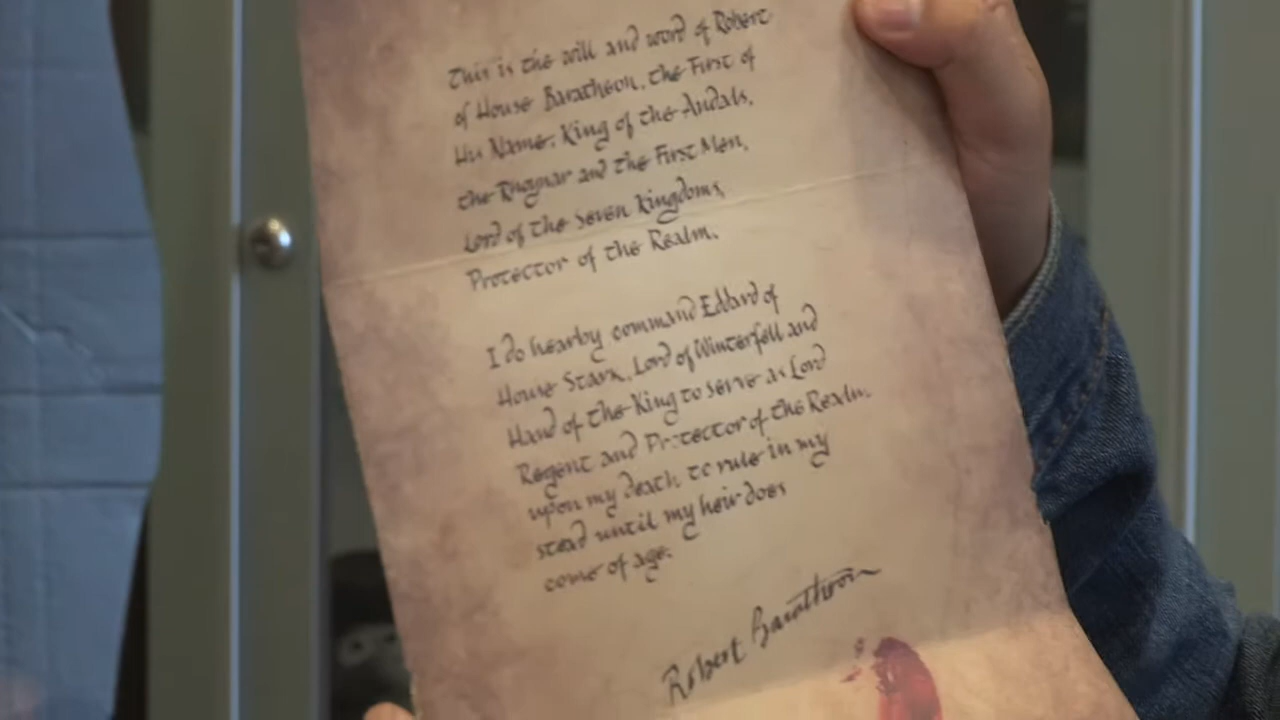 This is the will and word of Robert
of House Baratheon, the First of
His Name, King of the Andals,
the Rhoynar and the First Men,
Lord of the Seven Kingdoms,
Protector of the Realm.
I do hearby command Eddard of
House Stark, Lord of Winterfell and
Hand of the King to serve as Lord
Regent and Protector of the Realm,
upon my death, to rule in my
stead until my heir does
come of age.
Robert Baratheon